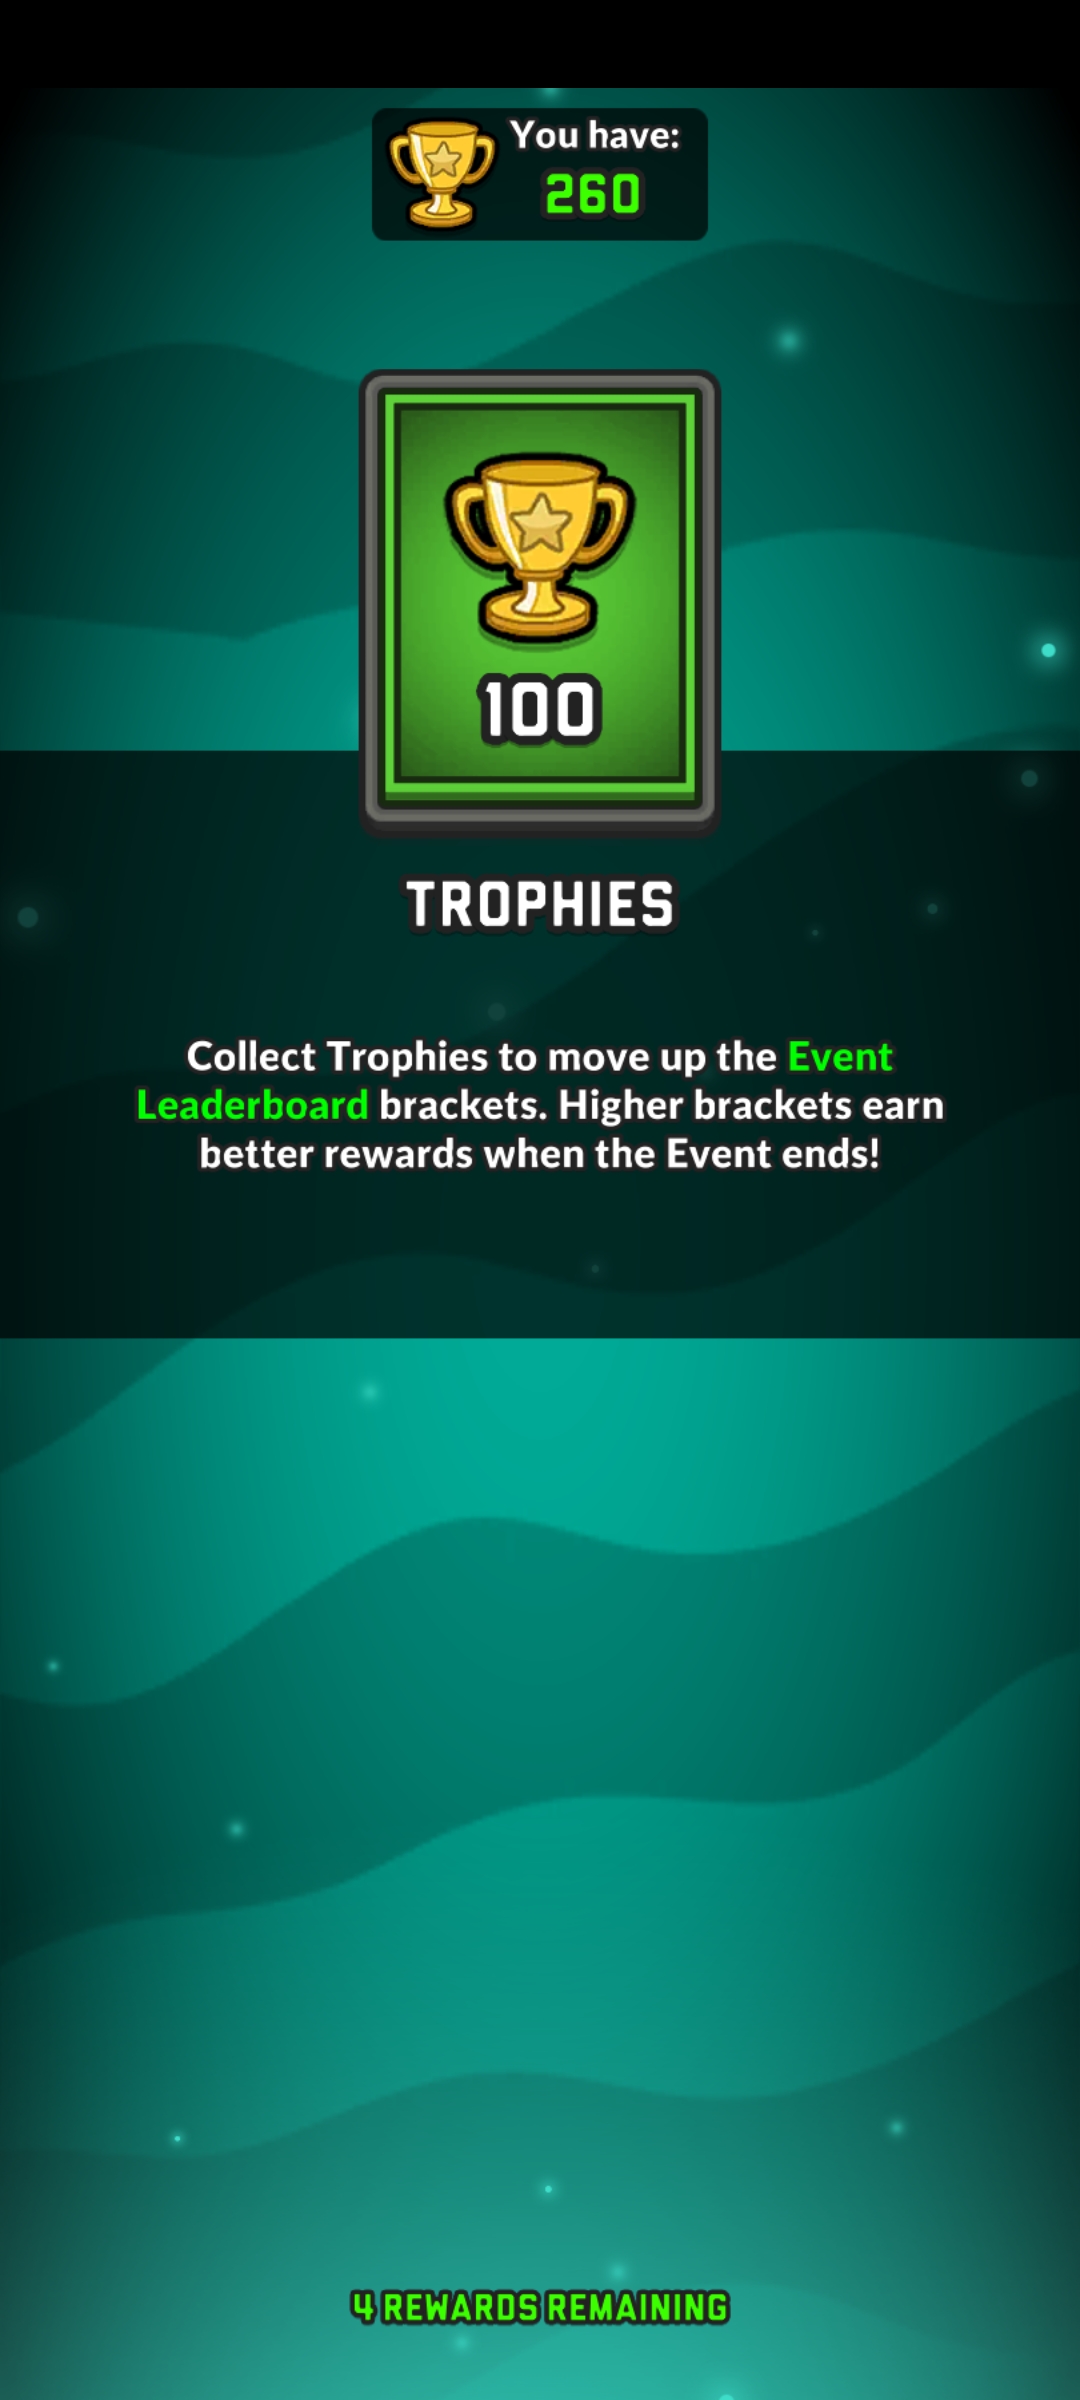 You have:
260
100
TROPHIES
Collect Trophies to move up the Event
Leaderboard brackets. Higher brackets earn
better rewards when the Event ends!
4 REWARDS REMAINING